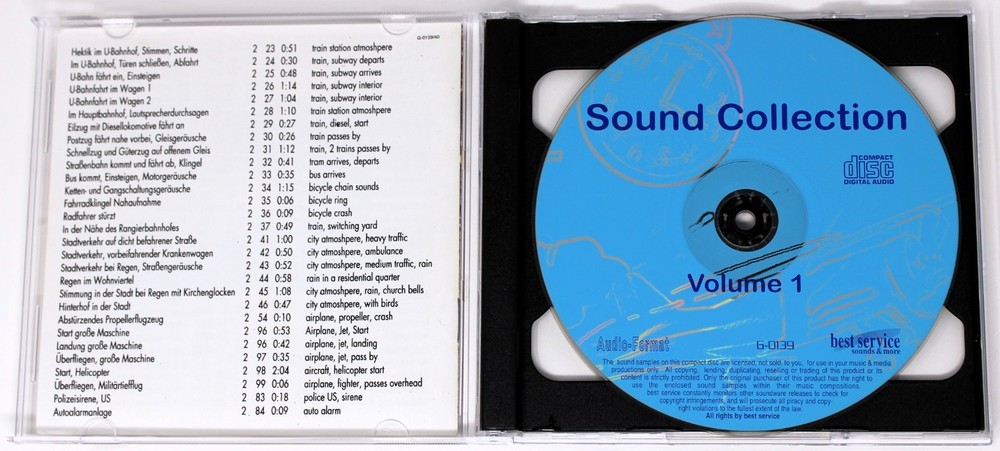 G-0139/AD
Hektik im U-Bahnhof, Stimmen, Schritte 2 23 0:51 train station atmoshpere
Im U-Bahnhof, Türen schließen, Abfahrt 2 24 0:30 train, subway departs
U-Bahn fährt ein, Einsteigen 2 25 0:48 train, subway arrives
U-Bahnfahrt im Wagen 1 2 26 1:14 train, subway interior
U-Bahnfahrt im Wagen 2 2 27 1:04 train, subway interior
Im Hauptbahnhof, Lautsprecherdurchsagen 2 28 1:10 train station atmoshpere
Eilzug mit Diesellokomotive fährt an 2 29 0:27 train, diesel, start
Postzug fährt nahe vorbei, Gleisgeräusche 2 30 0:26 train passes by
Schnellzug und Güterzug auf offenem Gleis 2 31 1:12 train, 2 trains passes by
Straßenbahn kommt und fährt ab, Klingel 2 32 0:41 tram arrives, departs
Bus kommt, Einsteigen, Motorgeräusche 2 33 0:35 bus arrives
Ketten- und Gangschaltungsgeräusche 2 34 1:15 bicycle chain sounds
Fahrradklingel Nahaufnahme 2 35 0:06 bicycle ring
Radfahrer stürzt 2 36 0:09 bicycle crash
In der Nähe des Rangierbahnhofes 2 37 0:49 train, switching yard
Stadtverkehr auf dicht befahrener Straße 2 41 1:00 city atmoshpere, heavy traffic
Stadtverkehr, vorbeifahrender Krankenwagen 2 42 0:50 city atmoshpere, ambulance
Stadtverkehr bei Regen, Straßengeräusche 2 43 0:52 city atmoshpere, medium traffic, rain
Regen im Wohnviertel 2 44 0:58 rain in a residental quarter
Stimmung in der Stadt bei Regen mit Kirchenglocken 2 45 1:08 city atmoshpere, rain, church bells
Hinterhof in der Stadt 2 46 0:47 city atmoshpere, with birds
Abstürzendes Propellerflugzeug 2 54 0:10 airplane, propeller, crash
Start große Maschine 2 96 0:53 Airplane, Jet, Start
Landung große Maschine 2 96 0:42 airplane, jet, landing
Überfliegen, große Maschine 2 97 0:35 airplane, jet, pass by
Start, Helicopter 2 98 2:04 aircraft, helicopter start
Überfliegen, Militärtiefflug 2 99 0:06 airplane, fighter, passes overhead
Polizeisirene, US 2 83 0:18 police US, sirene
Autoalarmanlage 2 84 0:09 auto alarm
Sound Collection
COMPACT
disc
DIGITAL AUDIO
Volume 1
Audio-Format G-0139 best service
sounds & more
The sound samples on this compact disc are licensed, not sold, to you, for use in your music & media
productions only. All copying, lending, duplicating, reselling or trading of this product or its
content is strictly prohibited. Only the original purchaser of this product has the right to
use the enclosed sound samples within their music compositions.
best service constantly monitors other soundware releases to check for
copyright infringements, and will prosecute all piracy and copy-
right violations to the fullest extent of the law.
All rights by best service